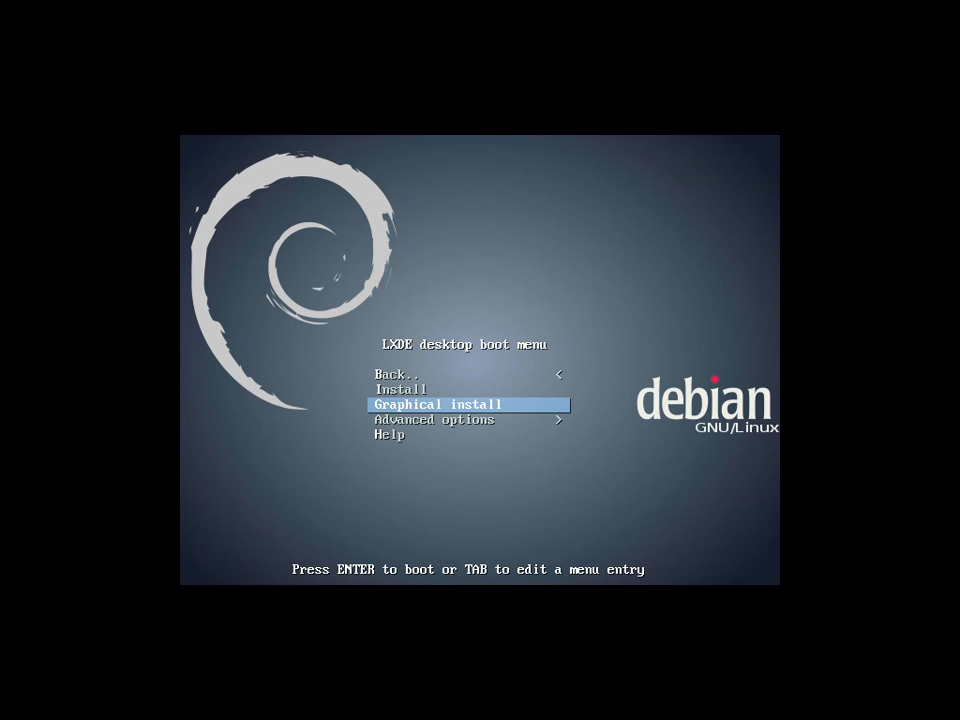 LXDE desktop boot menu
Back.. <
Install
Graphical install
Advanced options >
Help
debian
GNU/Linux
Press ENTER to boot or TAB to edit a menu entry